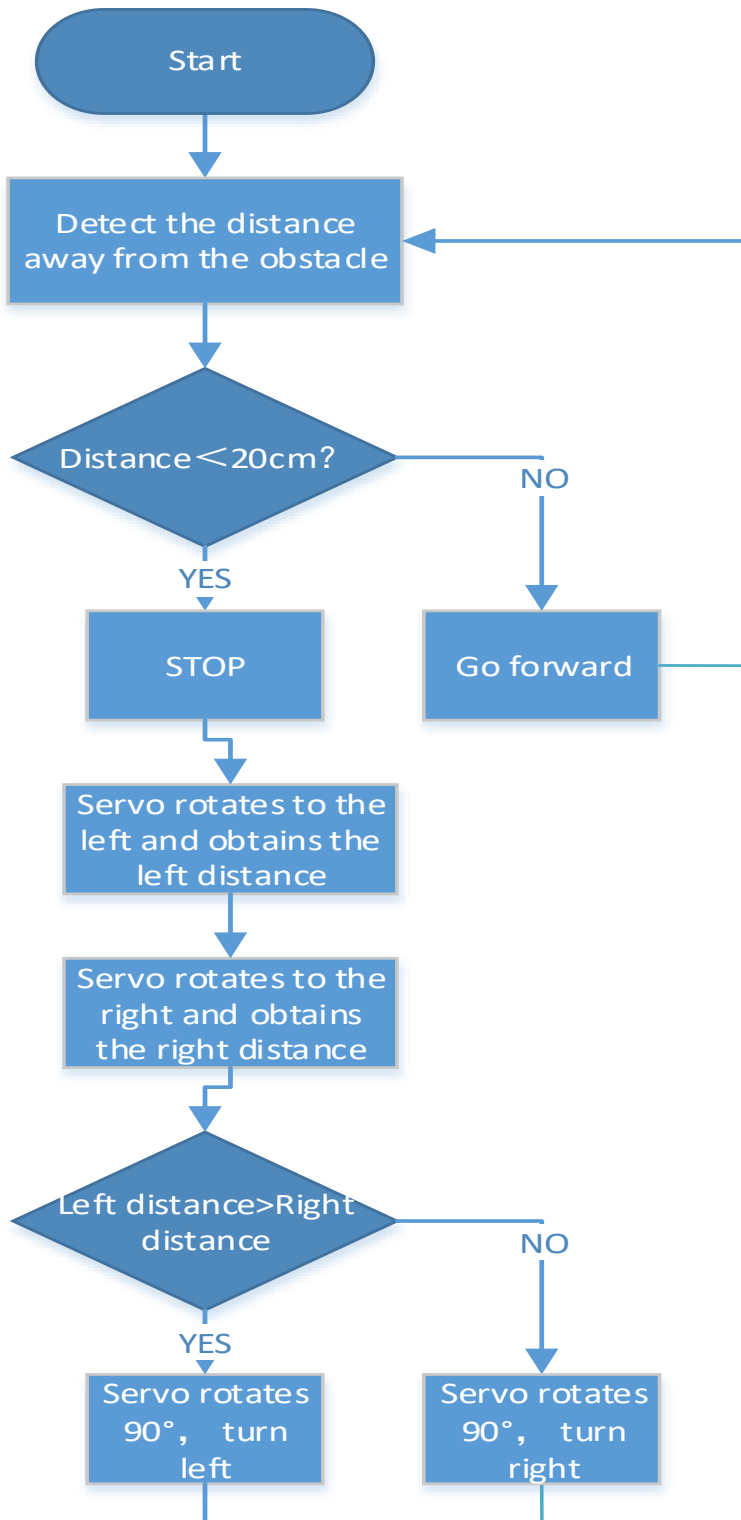 Start
Detect the distance
away from the obstacle
Distance＜20cm?
NO
YES
STOP
Go forward
Servo rotates to the
left and obtains the
left distance
Servo rotates to the
right and obtains
the right distance
Left distance>Right
distance
NO
YES
Servo rotates
90°， turn
left
Servo rotates
90°， turn
right